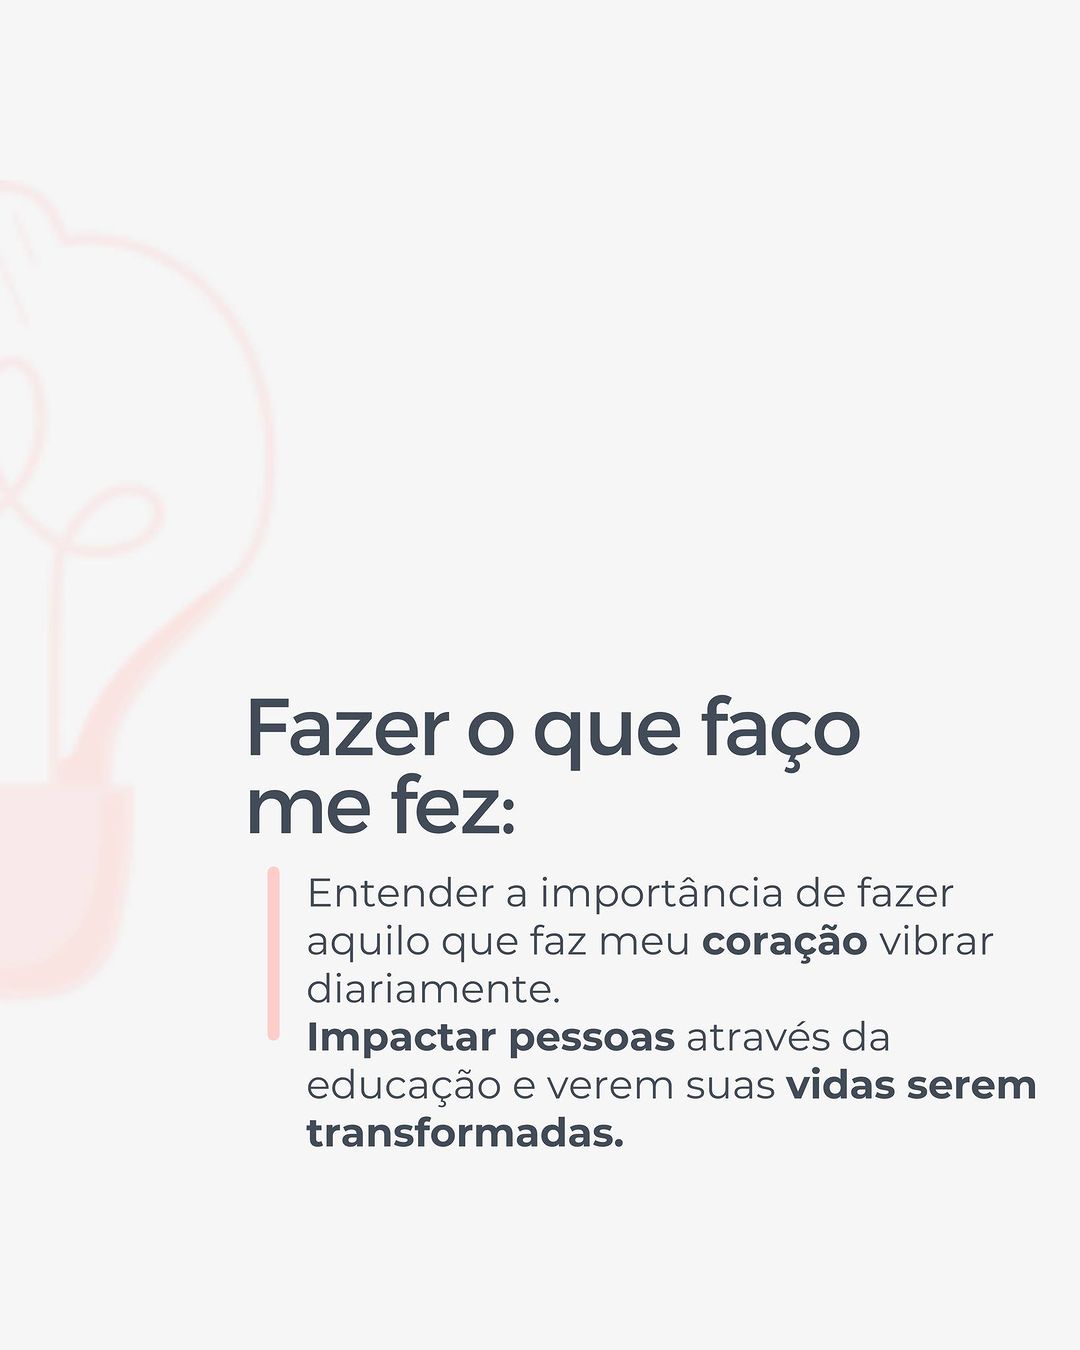 Fazer o que faço
me fez:
Entender a importância de fazer
aquilo que faz meu coração vibrar
diariamente.
Impactar pessoas através da
educação e verem suas vidas serem
transformadas.